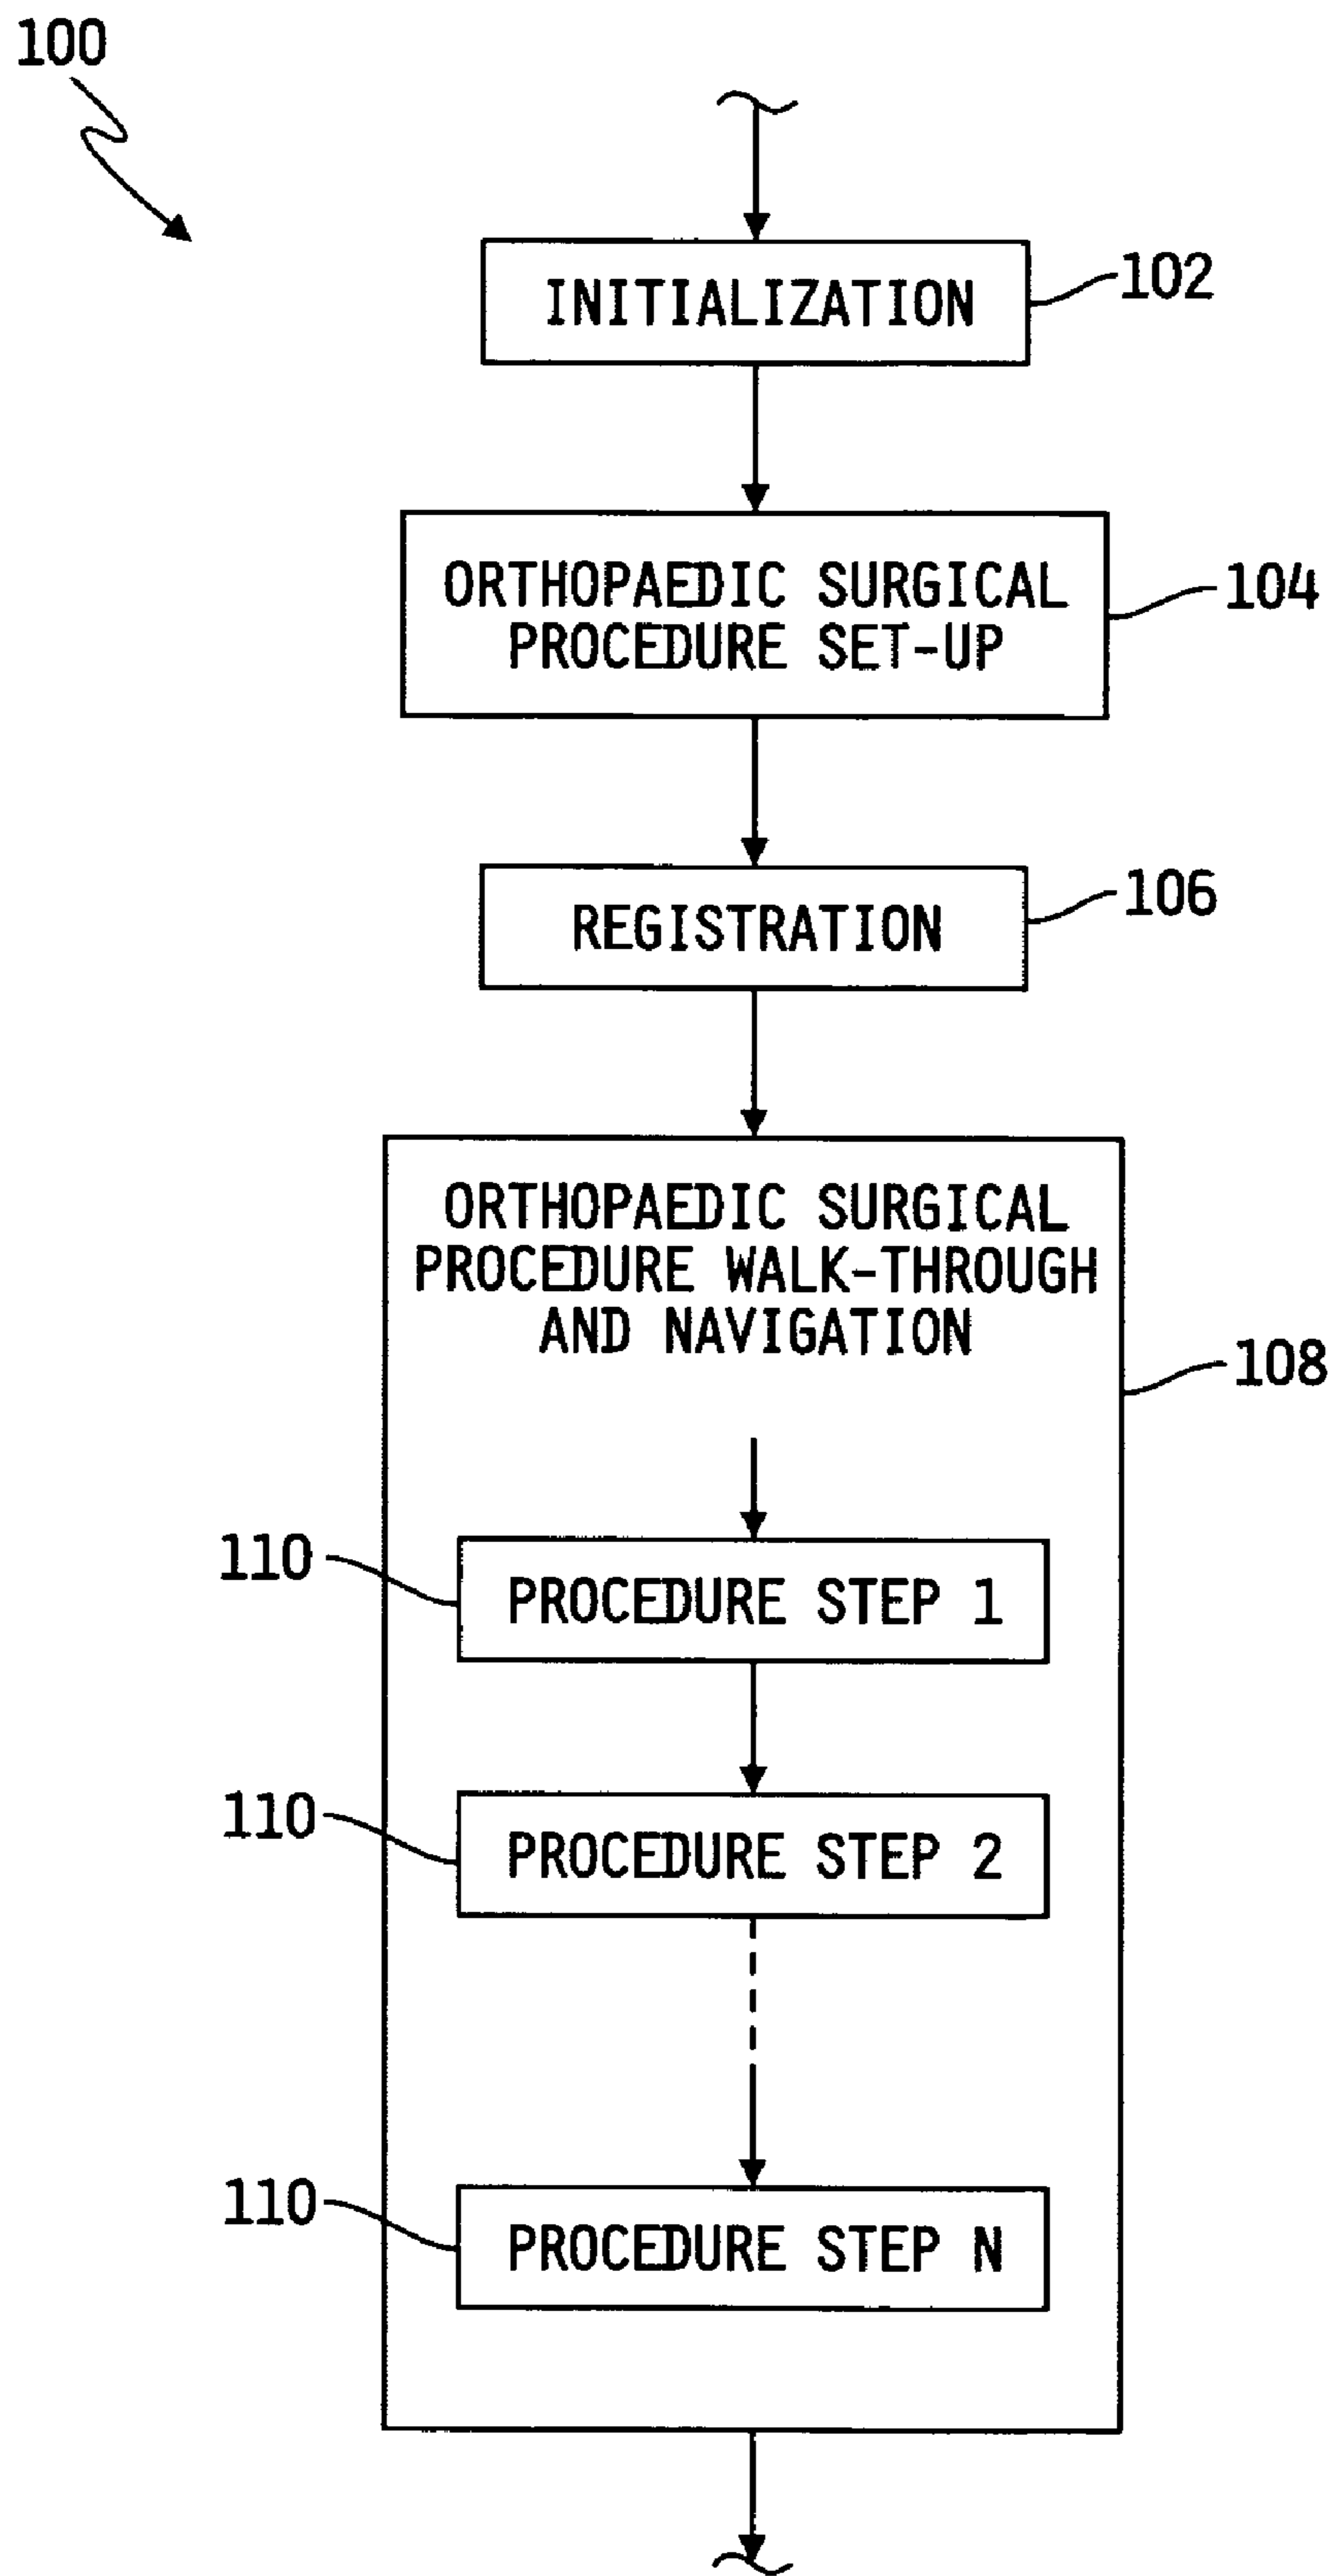 100
INITIALIZATION
102
ORTHOPAEDIC SURGICAL
PROCEDURE SET-UP
104
REGISTRATION
106
ORTHOPAEDIC SURGICAL
PROCEDURE WALK-THROUGH
AND NAVIGATION
108
110
PROCEDURE STEP 1
110
PROCEDURE STEP 2
110
PROCEDURE STEP N